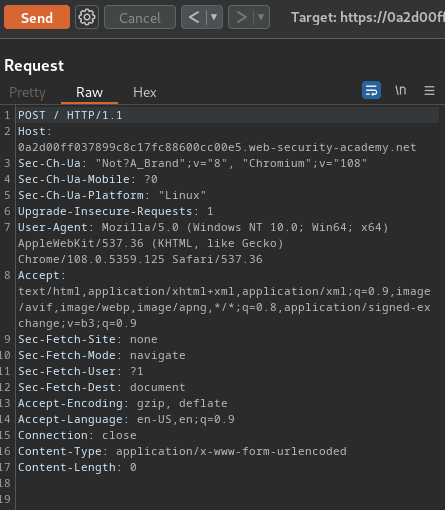 Send Cancel < > Target: https://0a2d00ff
Request
Pretty Raw Hex \n
1 POST / HTTP/1.1
2 Host:
0a2d00ff037899c8c17fc88600cc00e5.web-security-academy.net
3 Sec-Ch-Ua: "Not?A_Brand";v="8", "Chromium";v="108"
4 Sec-Ch-Ua-Mobile: ?0
5 Sec-Ch-Ua-Platform: "Linux"
6 Upgrade-Insecure-Requests: 1
7 User-Agent: Mozilla/5.0 (Windows NT 10.0; Win64; x64)
AppleWebKit/537.36 (KHTML, like Gecko)
Chrome/108.0.5359.125 Safari/537.36
8 Accept:
text/html,application/xhtml+xml,application/xml;q=0.9,image
/avif,image/webp,image/apng,*/*;q=0.8,application/signed-ex
change;v=b3;q=0.9
9 Sec-Fetch-Site: none
10 Sec-Fetch-Mode: navigate
11 Sec-Fetch-User: ?1
12 Sec-Fetch-Dest: document
13 Accept-Encoding: gzip, deflate
14 Accept-Language: en-US,en;q=0.9
15 Connection: close
16 Content-Type: application/x-www-form-urlencoded
17 Content-Length: 0
18
19